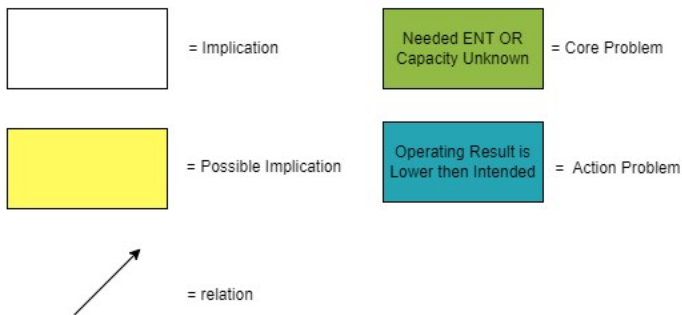 = Implication
Needed ENT OR
Capacity Unknown
= Core Problem
= Possible Implication
Operating Result is
Lower then Intended
= Action Problem
= relation